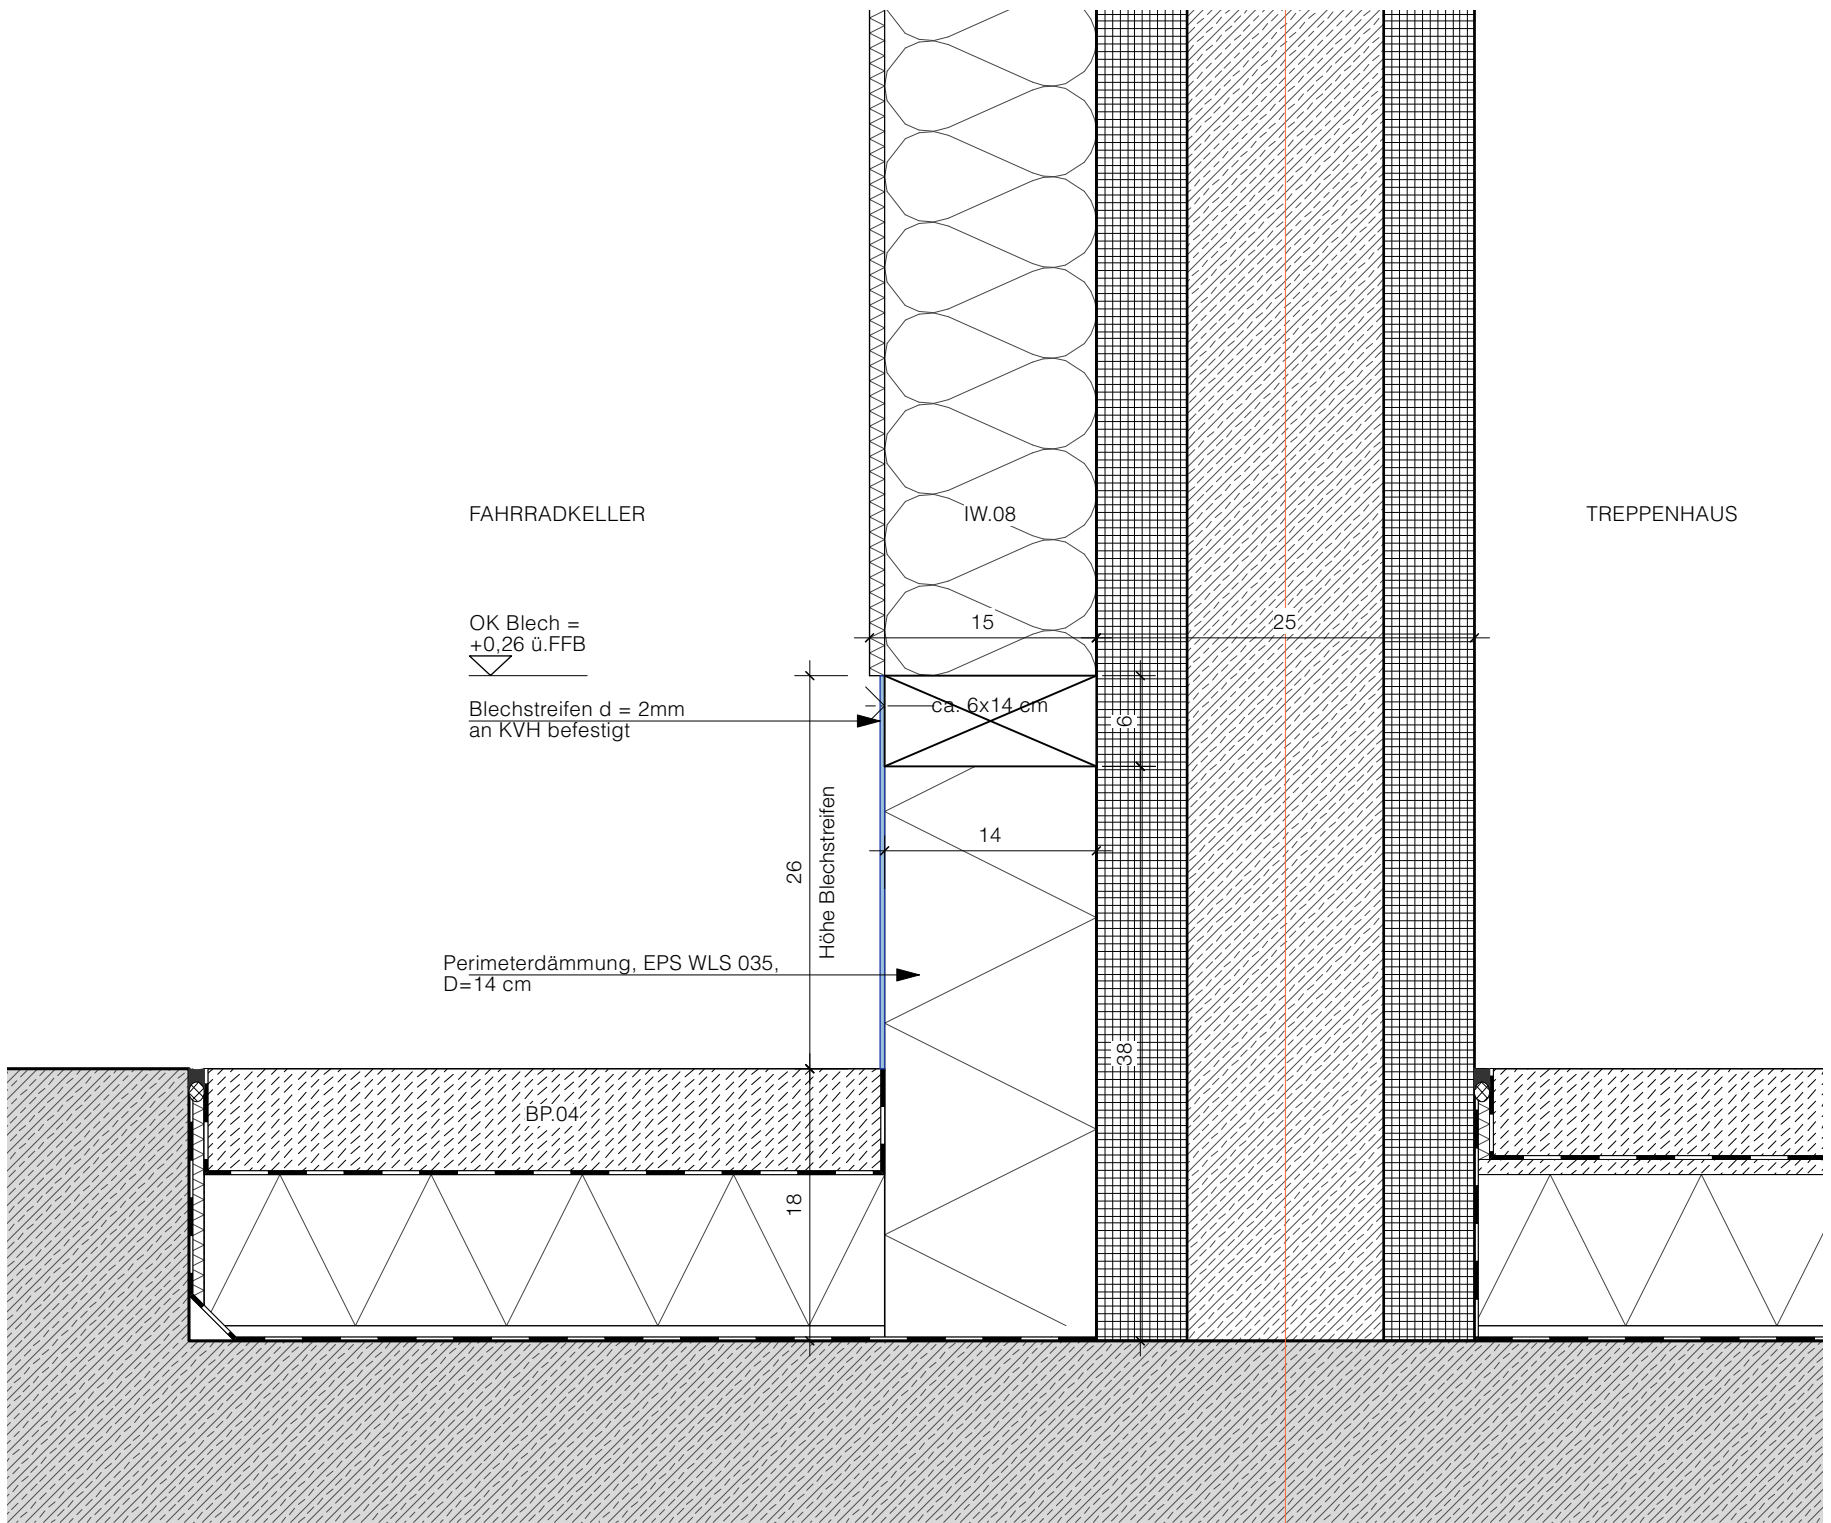 FAHRRADKELLER
IW.08
TREPPENHAUS
OK Blech =
+0,26 ü.FFB
15
25
Blechstreifen d = 2mm
an KVH befestigt
ca. 6x14 cm
6
14
26
Höhe Blechstreifen
Perimeterdämmung, EPS WLS 035,
D=14 cm
38
BP.04
18